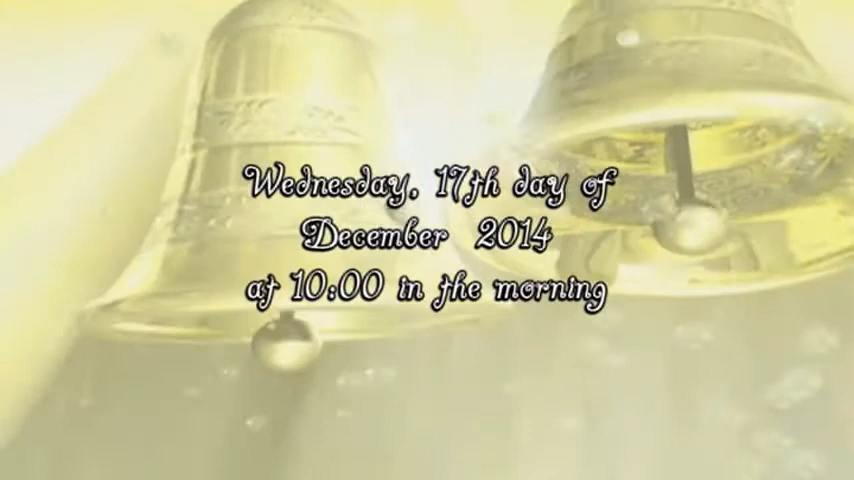 Wednesday, 17th day of
December 2014
at 10:00 in the morning